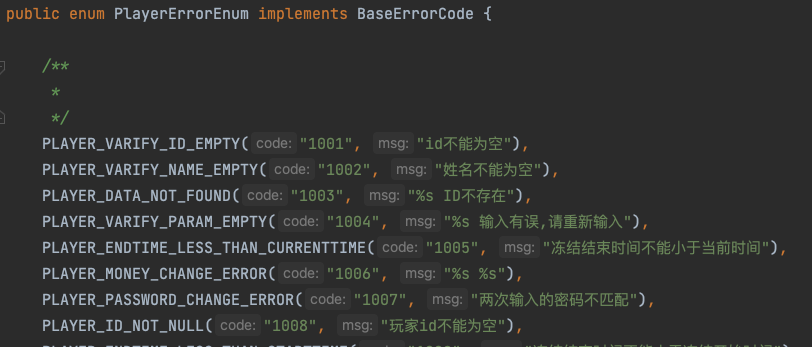 public enum PlayerErrorEnum implements BaseErrorCode {
/**
*
*/
PLAYER_VARIFY_ID_EMPTY( code: "1001", msg: "id不能为空"),
PLAYER_VARIFY_NAME_EMPTY( code: "1002", msg: "姓名不能为空"),
PLAYER_DATA_NOT_FOUND( code: "1003", msg: "%s ID不存在"),
PLAYER_VARIFY_PARAM_EMPTY( code: "1004", msg: "%s 输入有误,请重新输入"),
PLAYER_ENDTIME_LESS_THAN_CURRENTTIME( code: "1005", msg: "冻结结束时间不能小于当前时间"),
PLAYER_MONEY_CHANGE_ERROR( code: "1006", msg: "%s %s"),
PLAYER_PASSWORD_CHANGE_ERROR( code: "1007", msg: "两次输入的密码不匹配"),
PLAYER_ID_NOT_NULL( code: "1008", msg: "玩家id不能为空"),